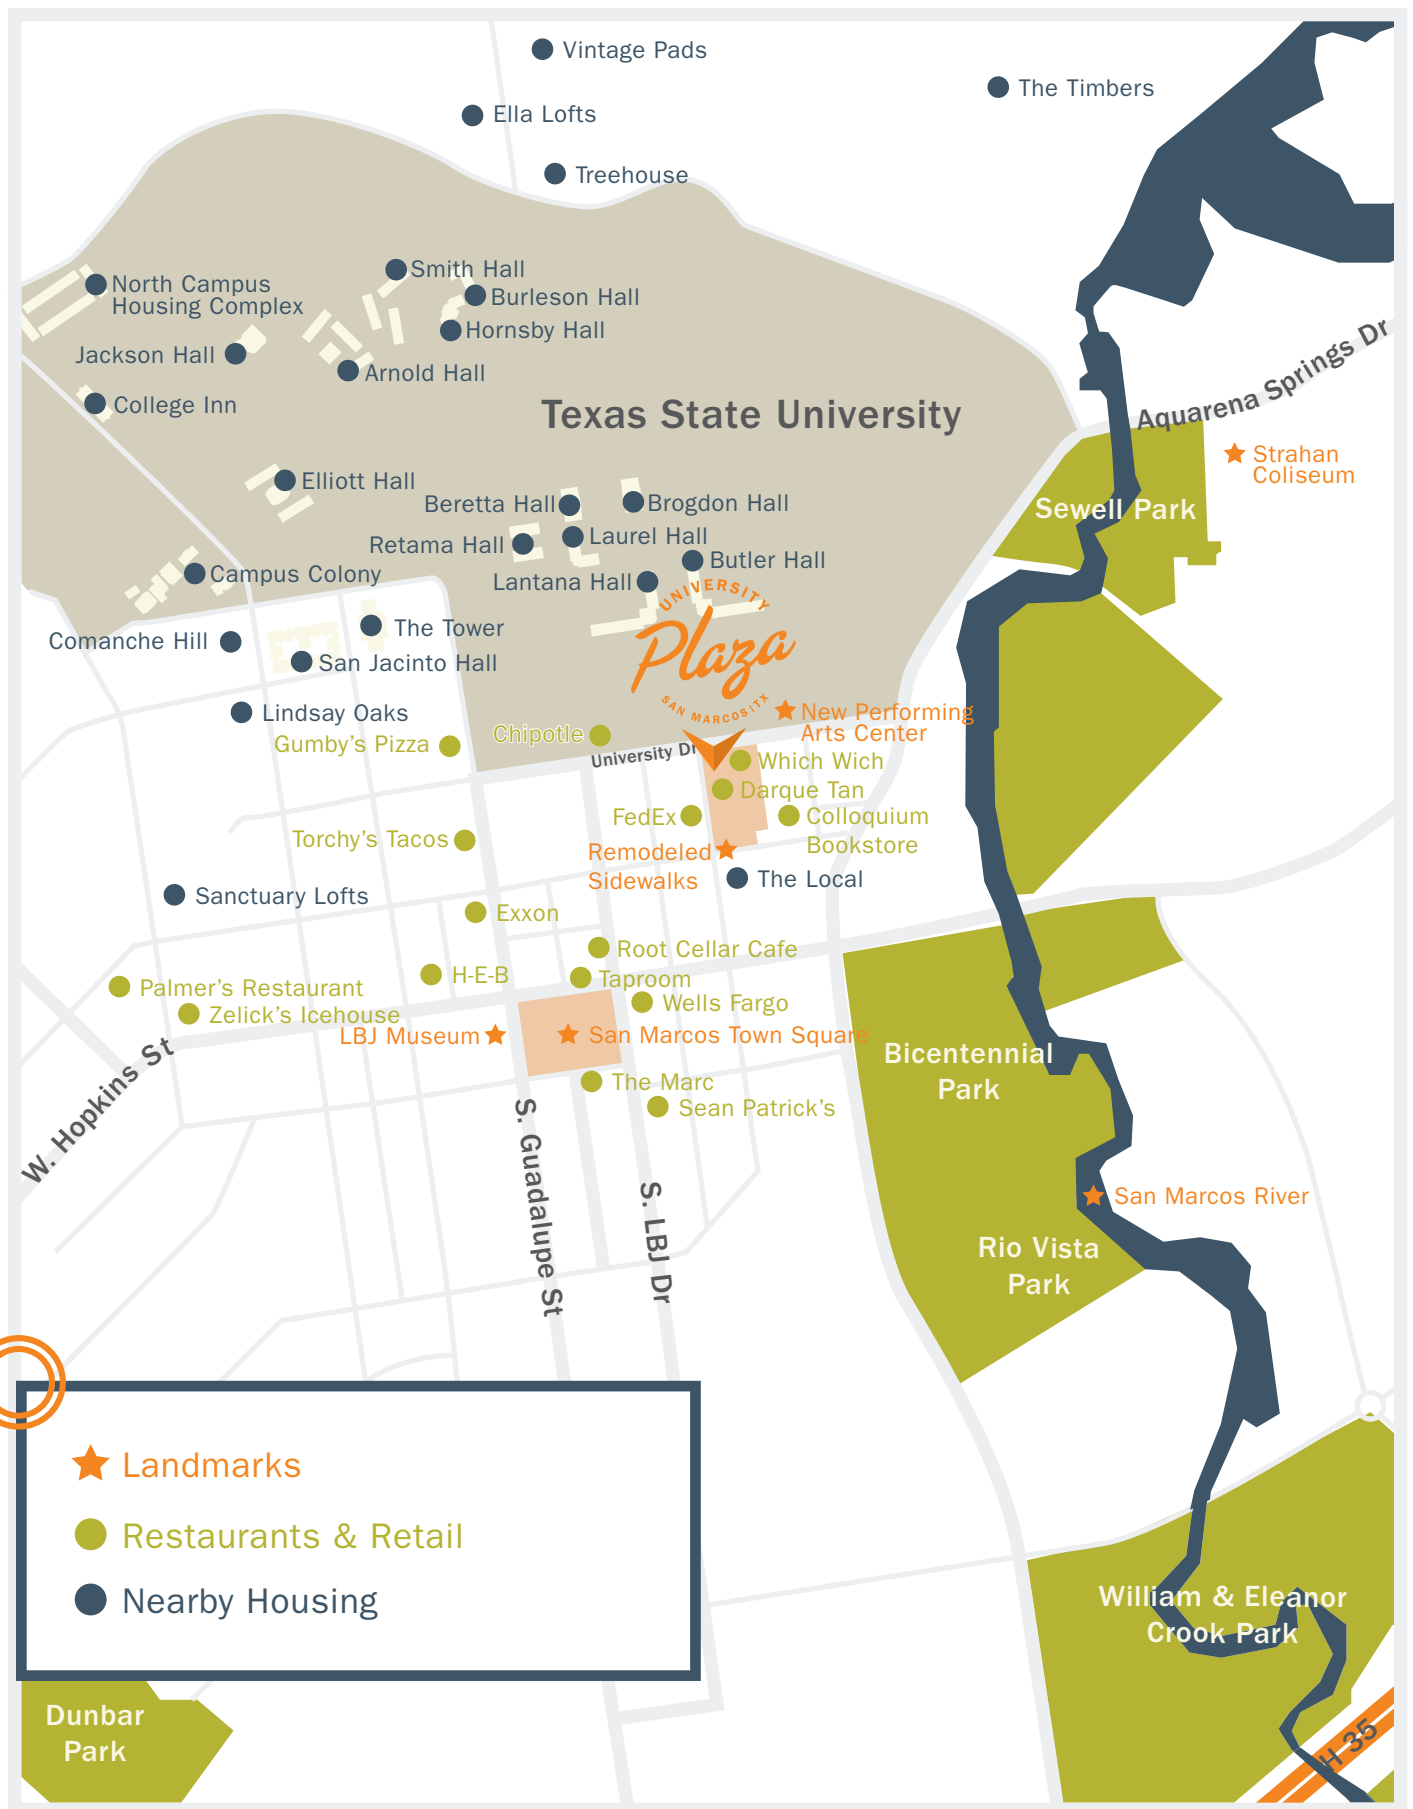 Vintage Pads
The Timbers
Ella Lofts
Treehouse
Smith Hall
North Campus
Housing Complex
Burleson Hall
Hornsby Hall
Jackson Hall
Arnold Hall
College Inn
Texas State University
Aquarena Springs Dr
Strahan
Coliseum
Elliott Hall
Beretta Hall
Brogdon Hall
Sewell Park
Retama Hall
Laurel Hall
Butler Hall
Campus Colony
Lantana Hall
UNIVERSITY
Plaza
SAN MARCOS|TX
Comanche Hill
The Tower
San Jacinto Hall
Lindsay Oaks
New Performing
Arts Center
Gumby's Pizza
Chipotle
University Dr
Which Wich
Darque Tan
FedEx
Colloquium
Bookstore
Torchy's Tacos
Remodeled
Sidewalks
The Local
Sanctuary Lofts
Exxon
Root Cellar Cafe
H-E-B
Taproom
Palmer's Restaurant
Wells Fargo
Zelick's Icehouse
LBJ Museum
San Marcos Town Square
W. Hopkins St
Bicentennial
Park
The Marc
Sean Patrick's
S. Guadalupe St
S. LBJ Dr
San Marcos River
Rio Vista
Park
Landmarks
Restaurants & Retail
Nearby Housing
William & Eleanor
Crook Park
Dunbar
Park
IH 35